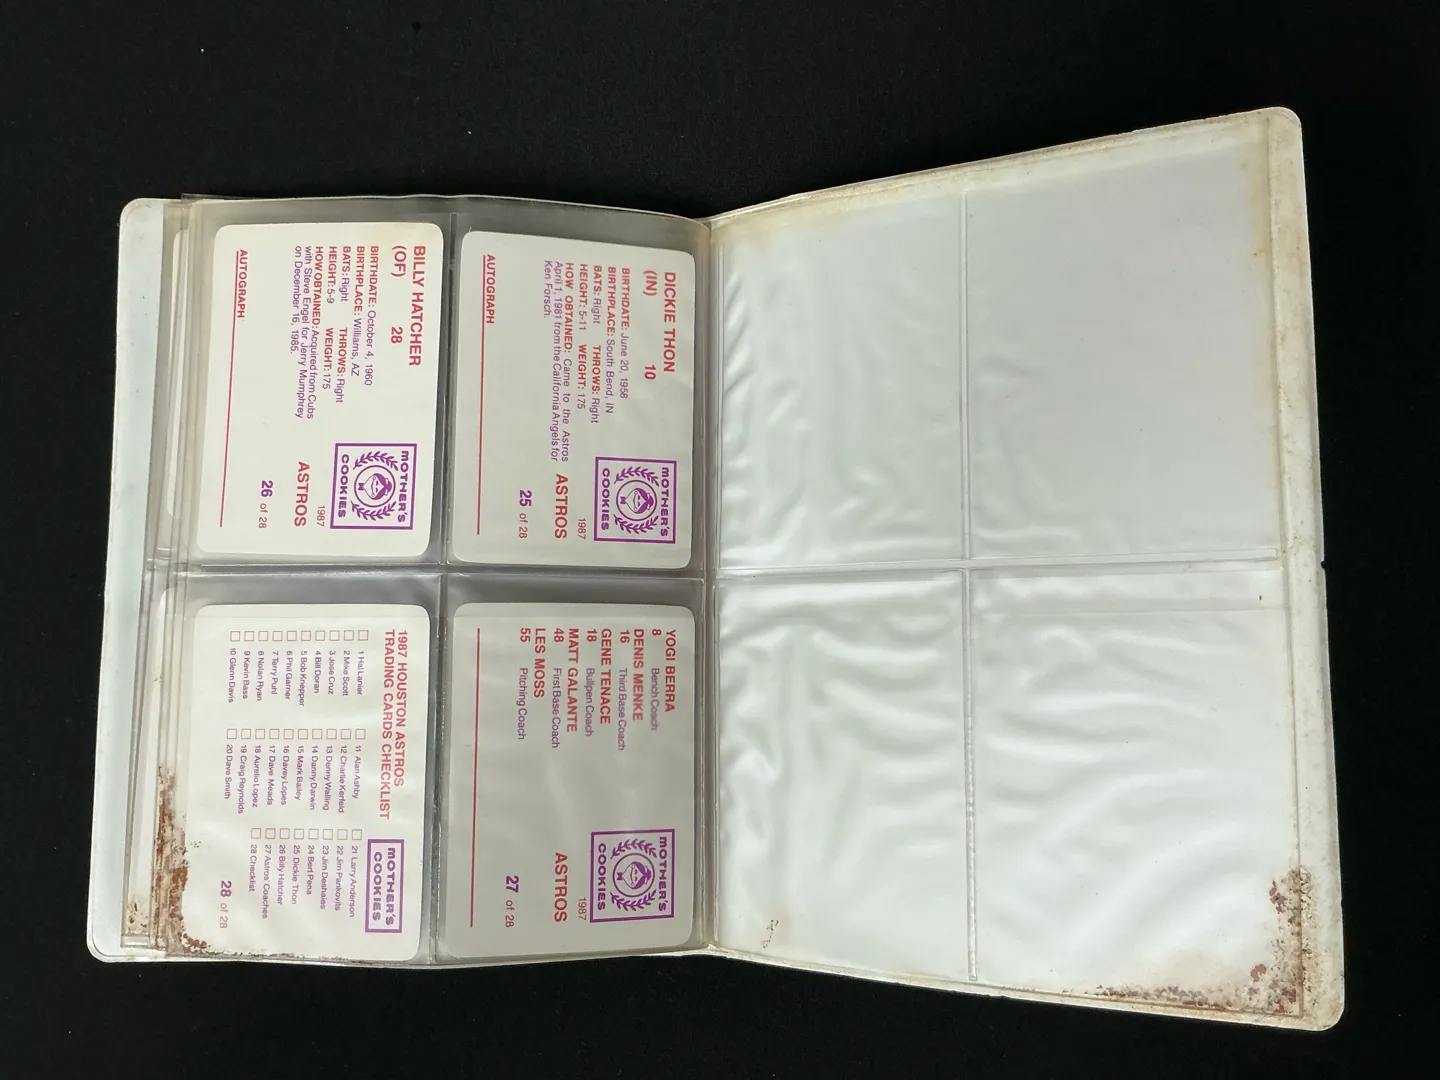 BILLY HATCHER
(OF) 28
BIRTHDATE: October 4, 1960
BIRTHPLACE: Williams, AZ
BATS: Right THROWS: Right
HEIGHT: 5-9 WEIGHT: 175
HOW OBTAINED: Acquired from Cubs
with Steve Engel for Jerry Mumphrey
on December 16, 1985.
MOTHER'S
COOKIES
1987
ASTROS
26 of 28
AUTOGRAPH
DICKIE THON
(IN) 10
BIRTHDATE: June 20, 1958
BIRTHPLACE: South Bend, IN
BATS: Right THROWS: Right
HEIGHT: 5-11 WEIGHT: 175
HOW OBTAINED: Came to the Astros
April 1, 1981 from the California Angels for
Ken Forsch.
MOTHER'S
COOKIES
1987
ASTROS
25 of 28
AUTOGRAPH
1987 HOUSTON ASTROS
TRADING CARDS CHECKLIST
1 Hal Lanier
2 Mike Scott
3 Jose Cruz
4 Bill Doran
5 Bob Knepper
6 Phil Garner
7 Terry Puhl
8 Nolan Ryan
9 Kevin Bass
10 Glenn Davis
11 Alan Ashby
12 Charlie Kerfeld
13 Denny Walling
14 Danny Darwin
15 Mark Bailey
16 Davey Lopes
17 Dave Meads
18 Aurelio Lopez
19 Craig Reynolds
20 Dave Smith
21 Larry Anderson
22 Jim Pankovits
23 Jim Deshaies
24 Bert Pena
25 Dickie Thon
26 Billy Hatcher
27 Astros' Coaches
28 Checklist
MOTHER'S
COOKIES
28 of 28
YOGI BERRA
8 Bench Coach
DENIS MENKE
16 Third Base Coach
GENE TENACE
18 Bullpen Coach
MATT GALANTE
48 First Base Coach
LES MOSS
55 Pitching Coach
MOTHER'S
COOKIES
1987
ASTROS
27 of 28